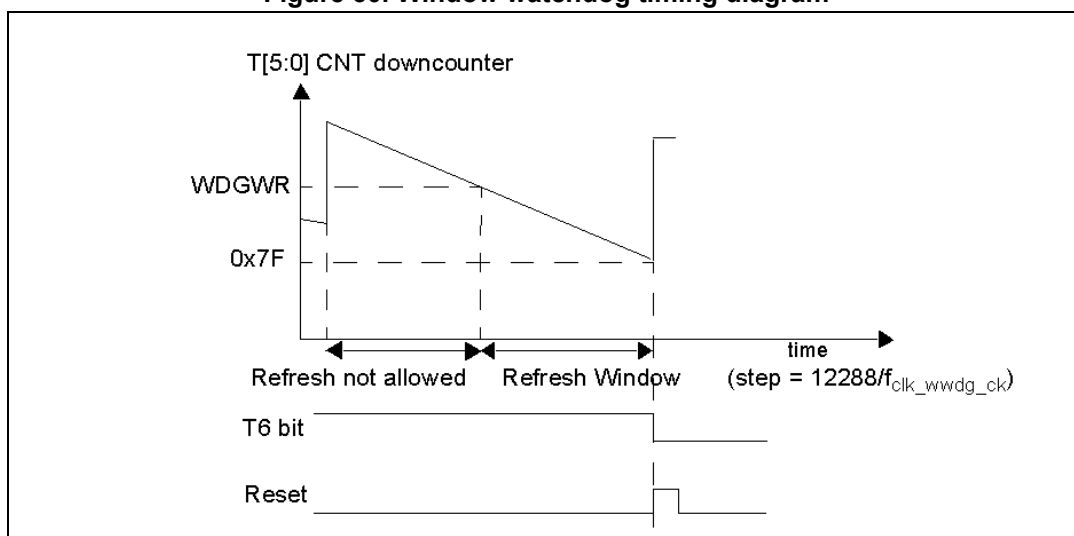 Figure 39. Window watchdog timing diagram
T[5:0] CNT downcounter
WDGWR
0x7F
time
Refresh not allowed Refresh Window (step = 12288/fclk_wwdg_ck)
T6 bit
Reset